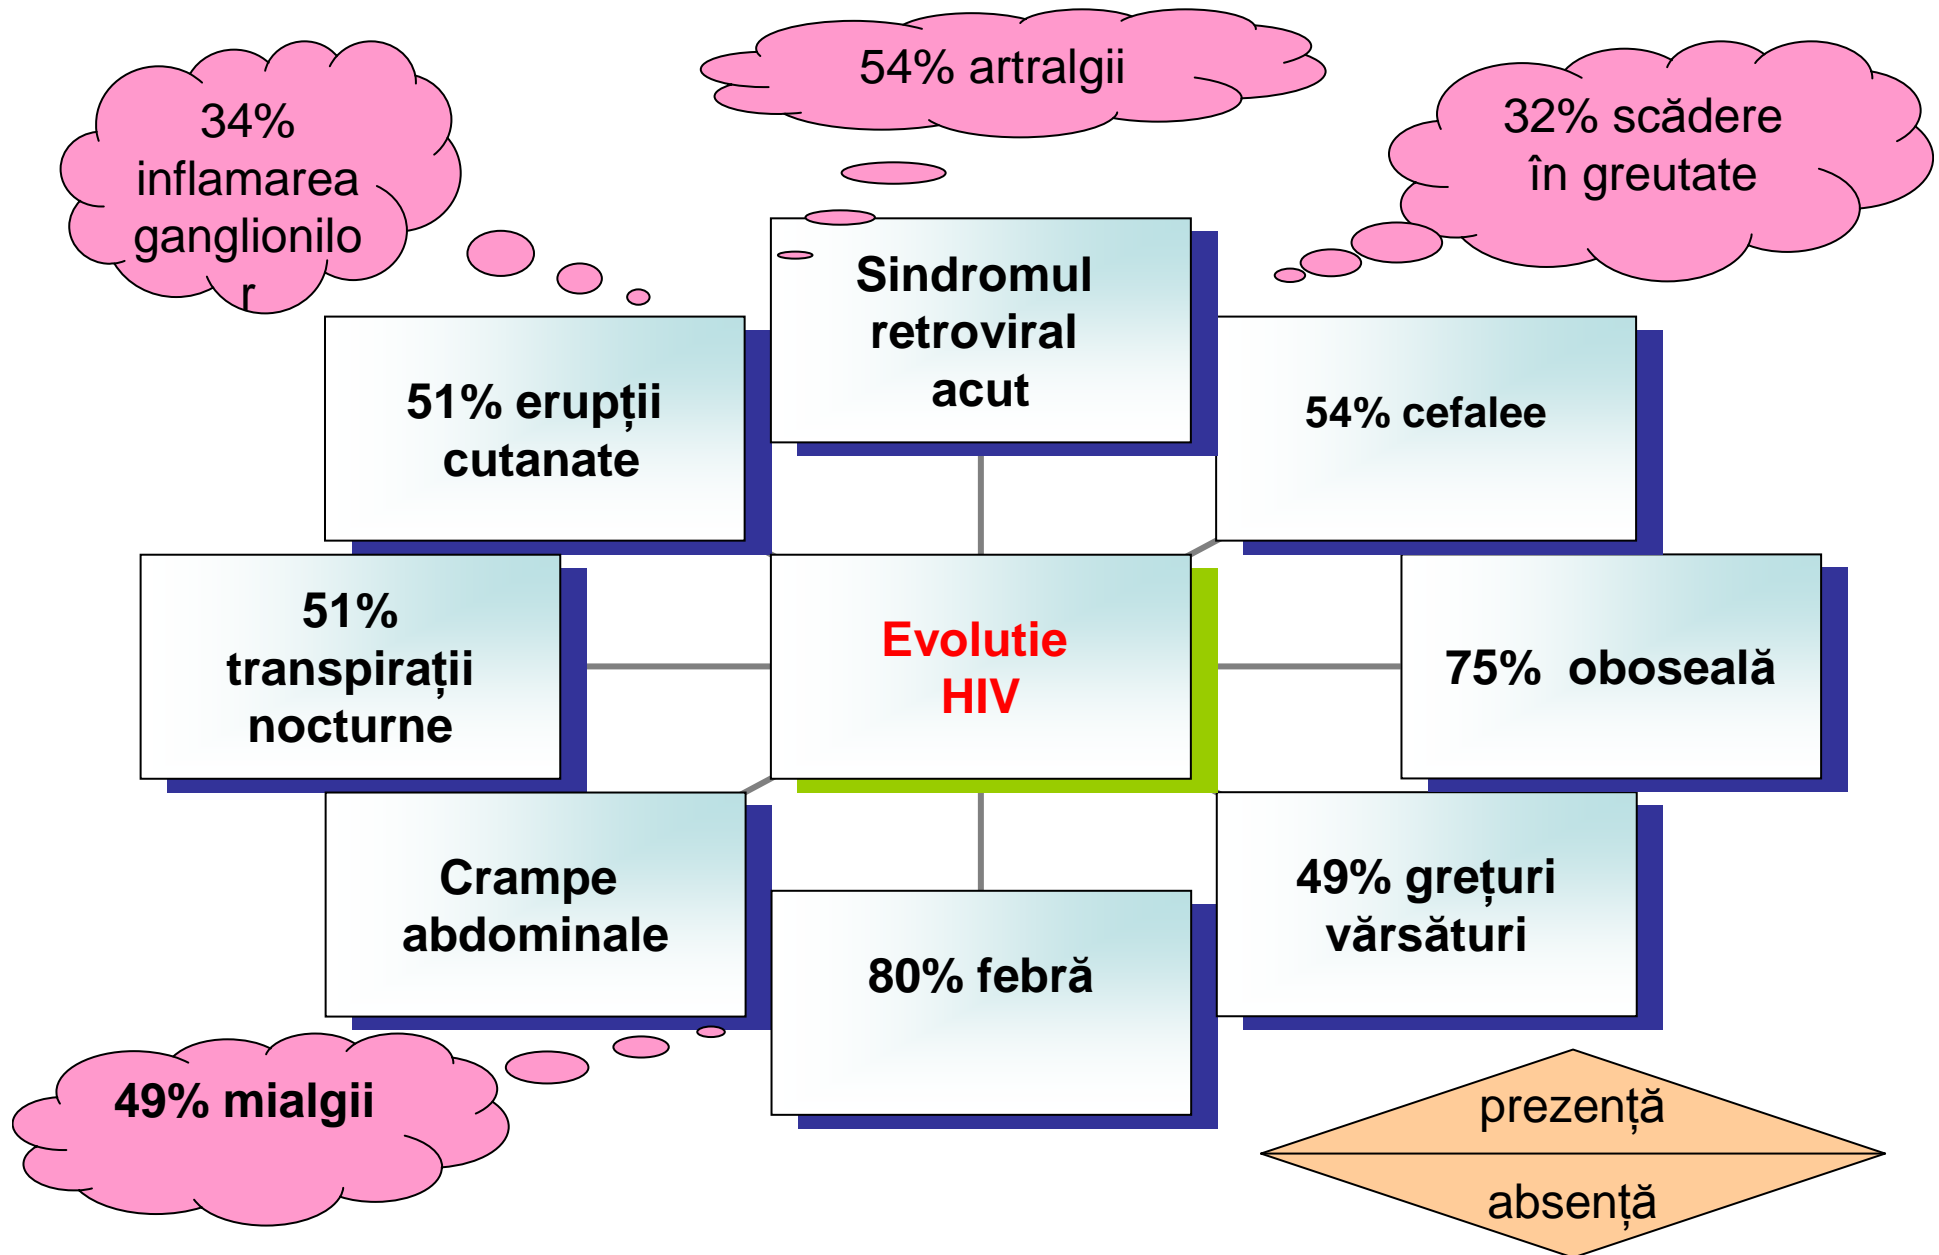 54% artralgii
34%
inflamarea
ganglionilo
r
32% scădere
în greutate
Sindromul
retroviral
acut
51% erupții
cutanate
54% cefalee
51%
transpirații
nocturne
Evolutie
HIV
75%  oboseală
Crampe
abdominale
80% febră
49% grețuri
vărsături
49% mialgii
prezență
absență